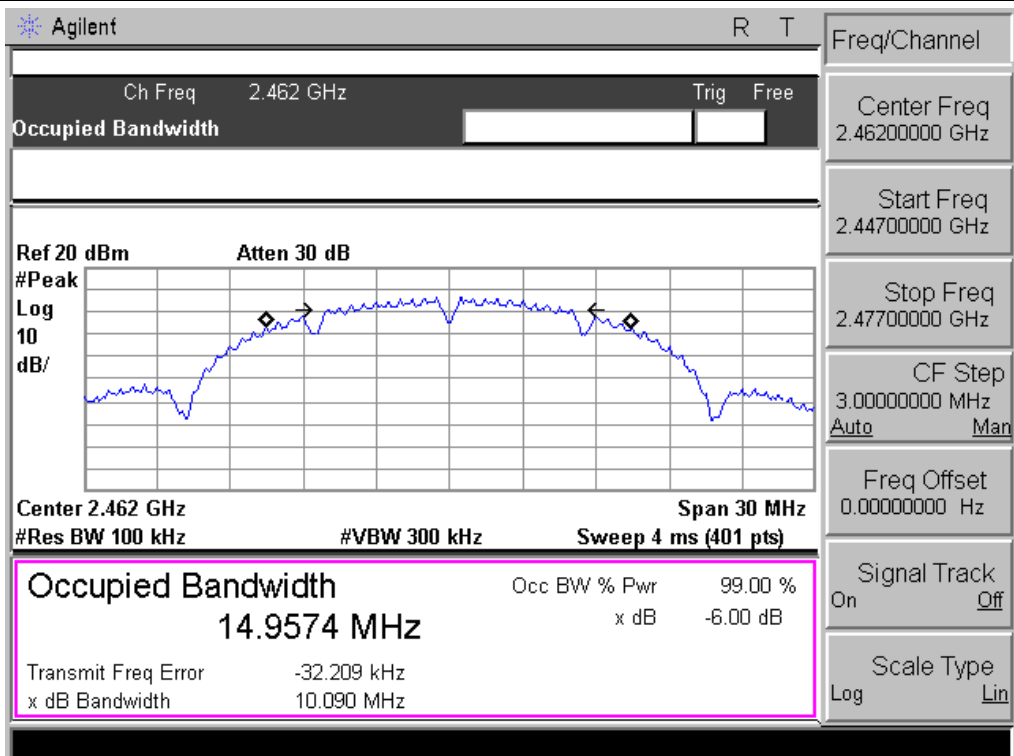 Agilent R T
Freq/Channel
Ch Freq 2.462 GHz Trig Free
Occupied Bandwidth
Center Freq
2.46200000 GHz
Start Freq
2.44700000 GHz
Stop Freq
2.47700000 GHz
CF Step
3.00000000 MHz
Auto Man
Freq Offset
0.00000000 Hz
Signal Track
On Off
Scale Type
Log Lin
Ref 20 dBm Atten 30 dB
#Peak
Log
10
dB/
Center 2.462 GHz Span 30 MHz
#Res BW 100 kHz #VBW 300 kHz Sweep 4 ms (401 pts)
Occupied Bandwidth Occ BW % Pwr 99.00 %
14.9574 MHz x dB -6.00 dB
Transmit Freq Error -32.209 kHz
x dB Bandwidth 10.090 MHz